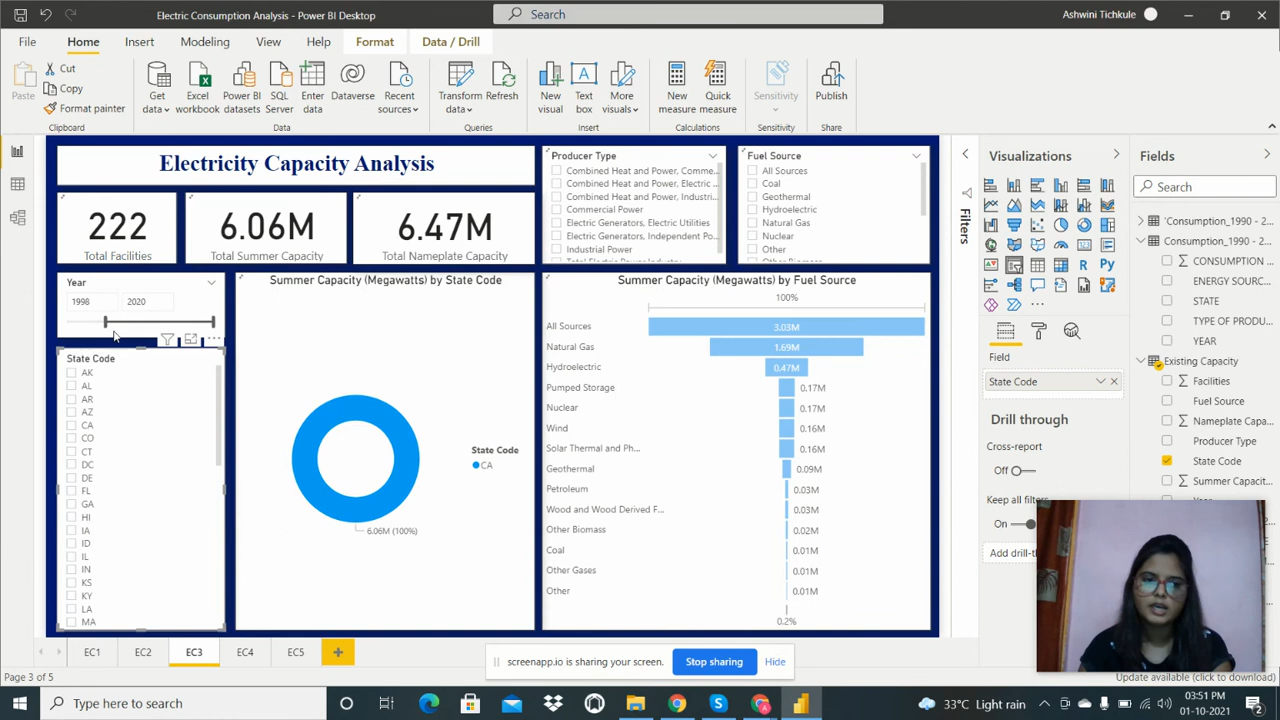 Electric Consumption Analysis - Power BI Desktop
Search
Ashwini Tichkule
File
Home
Insert
Modeling
View
Help
Format
Data / Drill
Paste
Cut
Copy
Format painter
Clipboard
Get data
Excel workbook
Power BI datasets
SQL Server
Enter data
Dataverse
Recent sources
Data
Transform data
Refresh
Queries
New visual
Text box
More visuals
Insert
New measure
Quick measure
Calculations
Sensitivity
Sensitivity
Publish
Share
Electricity Capacity Analysis
222
Total Facilities
6.06M
Total Summer Capacity
6.47M
Total Nameplate Capacity
Producer Type
Combined Heat and Power, Comme...
Combined Heat and Power, Electric ...
Combined Heat and Power, Industri...
Commercial Power
Electric Generators, Electric Utilities
Electric Generators, Independent Po...
Industrial Power
Total Electric Power Industry
Fuel Source
All Sources
Coal
Geothermal
Hydroelectric
Natural Gas
Nuclear
Other
Other Biomass
Year
1998
2020
State Code
AK
AL
AR
AZ
CA
CO
CT
DC
DE
FL
GA
HI
IA
ID
IL
IN
KS
KY
LA
MA
Summer Capacity (Megawatts) by State Code
State Code
CA
6.06M (100%)
Summer Capacity (Megawatts) by Fuel Source
100%
All Sources 3.03M
Natural Gas 1.69M
Hydroelectric 0.47M
Pumped Storage 0.17M
Nuclear 0.17M
Wind 0.16M
Solar Thermal and Ph... 0.16M
Geothermal 0.09M
Petroleum 0.03M
Wood and Wood Derived F... 0.03M
Other Biomass 0.02M
Coal 0.01M
Other Gases 0.01M
Other 0.01M
0.2%
Filters
Visualizations
R
Py
123
Field
State Code
Drill through
Cross-report
Off
Keep all filters
On
Add drill-th
Fields
Search
`Consumption_1990 - 2...
Consumption_1990 - 2...
CONSUMPTION ...
ENERGY SOURC...
STATE
TYPE OF PRODU...
YEAR
Existing Capacity
Facilities
Fuel Source
Nameplate Capa...
Producer Type
State Code
Summer Capacit...
Year
EC1
EC2
EC3
EC4
EC5
Page 3 of 5
screenapp.io is sharing your screen.
Stop sharing
Hide
Update available (click to download)
Type here to search
33°C Light rain
03:51 PM
01-10-2021
2